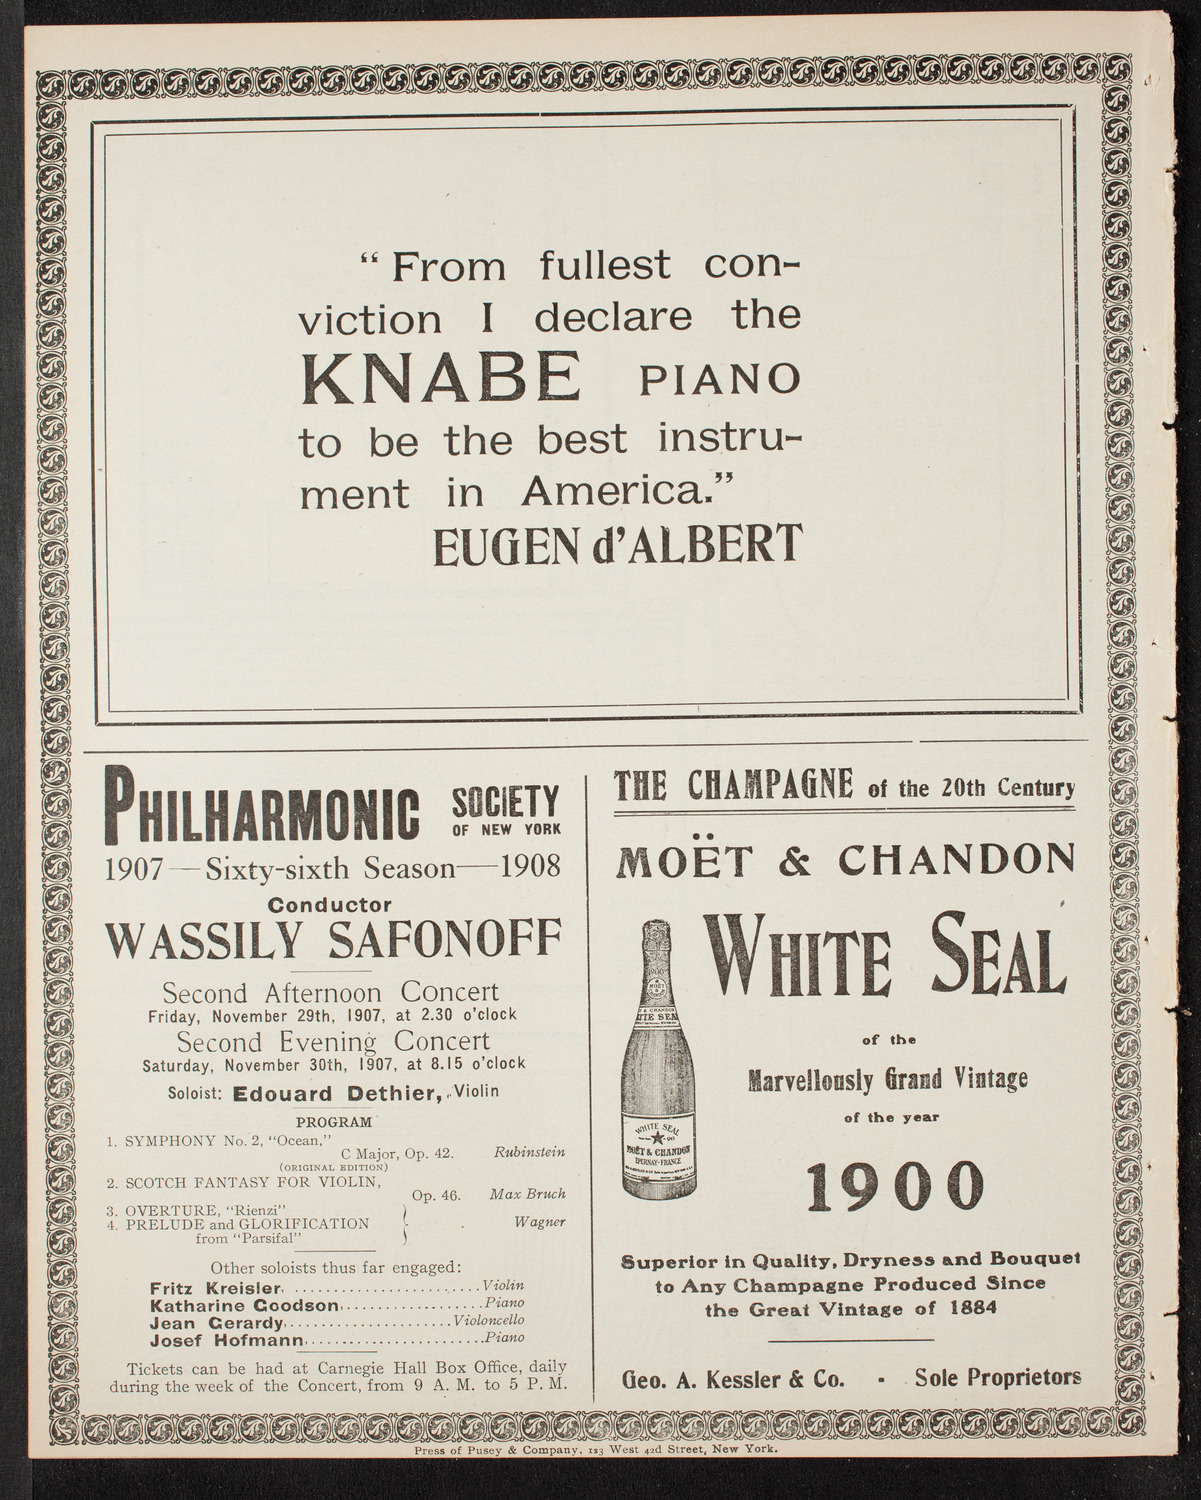 “ From fullest con-
viction I declare the
KNABE PIANO
to be the best instru-
ment in America.”
EUGEN d’ALBERT
PHILHARMONIC SOCIETY
OF NEW YORK
1907—Sixty-sixth Season—1908
Conductor
WASSILY SAFONOFF
Second Afternoon Concert
Friday, November 29th, 1907, at 2.30 o’clock
Second Evening Concert
Saturday, November 30th, 1907, at 8.15 o’clock
Soloist: Edouard Dethier, Violin
PROGRAM
1. SYMPHONY No. 2, “Ocean,”
C Major, Op. 42. Rubinstein
(ORIGINAL EDITION)
2. SCOTCH FANTASY FOR VIOLIN,
Op. 46. Max Bruch
3. OVERTURE, “Rienzi”
4. PRELUDE and GLORIFICATION . Wagner
from “Parsifal”
Other soloists thus far engaged:
Fritz Kreisler, ........................ Violin
Katharine Goodson, .................. Piano
Jean Gerardy, ...................... Violoncello
Josef Hofmann, ....................... Piano
Tickets can be had at Carnegie Hall Box Office, daily
during the week of the Concert, from 9 A. M. to 5 P. M.
THE CHAMPAGNE of the 20th Century
MOËT & CHANDON
WHITE SEAL
of the
Marvellously Grand Vintage
of the year
1900
WHITE SEAL
MOËT & CHANDON
EPERNAY-FRANCE
Superior in Quality, Dryness and Bouquet
to Any Champagne Produced Since
the Great Vintage of 1884
Geo. A. Kessler & Co. - Sole Proprietors
Press of Pusey & Company, 123 West 42d Street, New York.